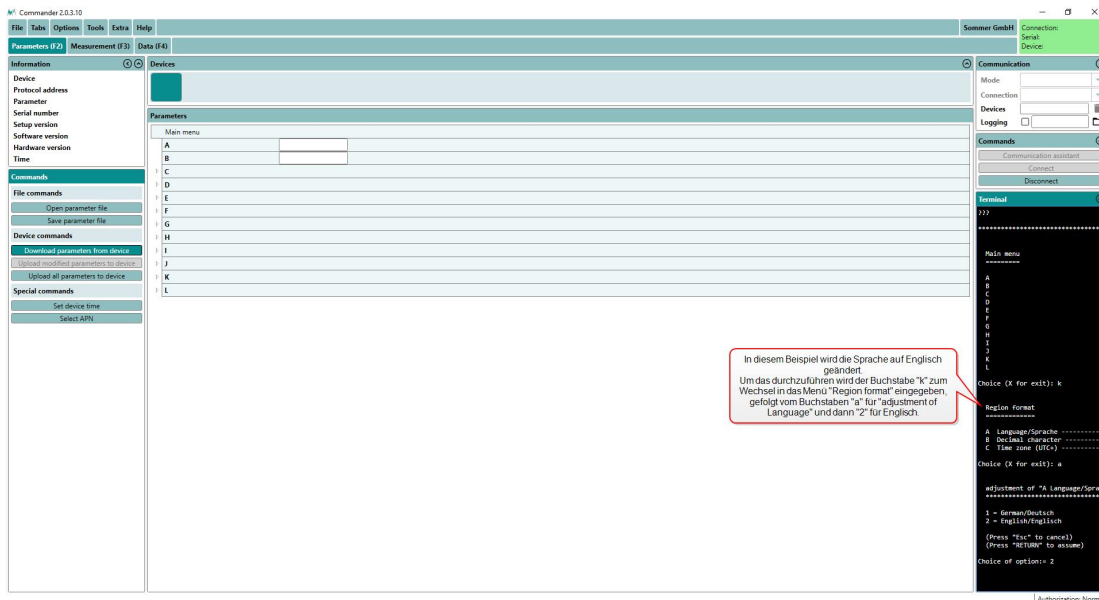 Commander 2.0.3.10
File Tabs Options Tools Extra Help
Sommer GmbH
Connection:
Serial:
Device:
Parameters (F2) Measurement (F3) Data (F4)
Information
Device
Protocol address
Parameter
Serial number
Setup version
Software version
Hardware version
Time
Commands
File commands
Open parameter file
Save parameter file
Device commands
Download parameters from device
Upload modified parameters to device
Upload all parameters to device
Special commands
Set device time
Select APN
Devices
Parameters
Main menu
A
B
C
D
E
F
G
H
I
J
K
L
In diesem Beispiel wird die Sprache auf Englisch
geändert.
Um das durchzuführen wird der Buchstabe "k" zum
Wechsel in das Menü "Region format" eingegeben,
gefolgt vom Buchstaben "a" für "adjustment of
Language" und dann "2" für Englisch.
Communication
Mode
Connection
Devices
Logging
Commands
Communication assistant
Connect
Disconnect
Terminal
???
********************************
Main menu
=========
A
B
C
D
E
F
G
H
I
J
K
L
Choice (X for exit): k
Region format
=============
A Language/Sprache ----------
B Decimal character ---------
C Time zone (UTC+) ----------
Choice (X for exit): a
adjustment of "A Language/Spra
******************************
1 = German/Deutsch
2 = English/Englisch
(Press "Esc" to cancel)
(Press "RETURN" to assume)
Choice of option:= 2
Authorization: Norm